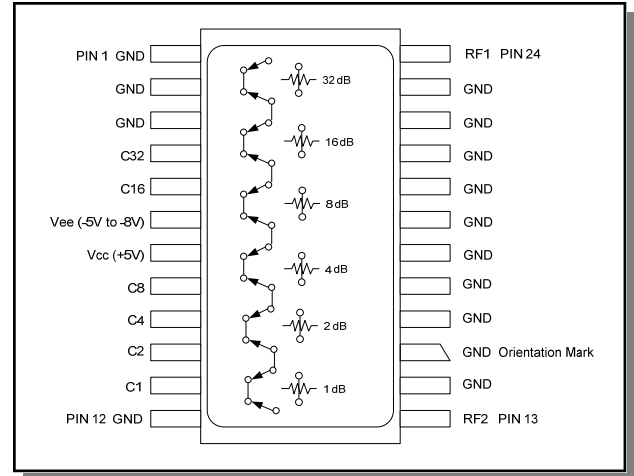 PIN 1 GND
GND
GND
C32
C16
Vee (-5V to -8V)
Vcc (+5V)
C8
C4
C2
C1
PIN 12 GND
32 dB
16 dB
8 dB
4 dB
2 dB
1 dB
RF1 PIN 24
GND
GND
GND
GND
GND
GND
GND
GND
GND Orientation Mark
GND
RF2 PIN 13